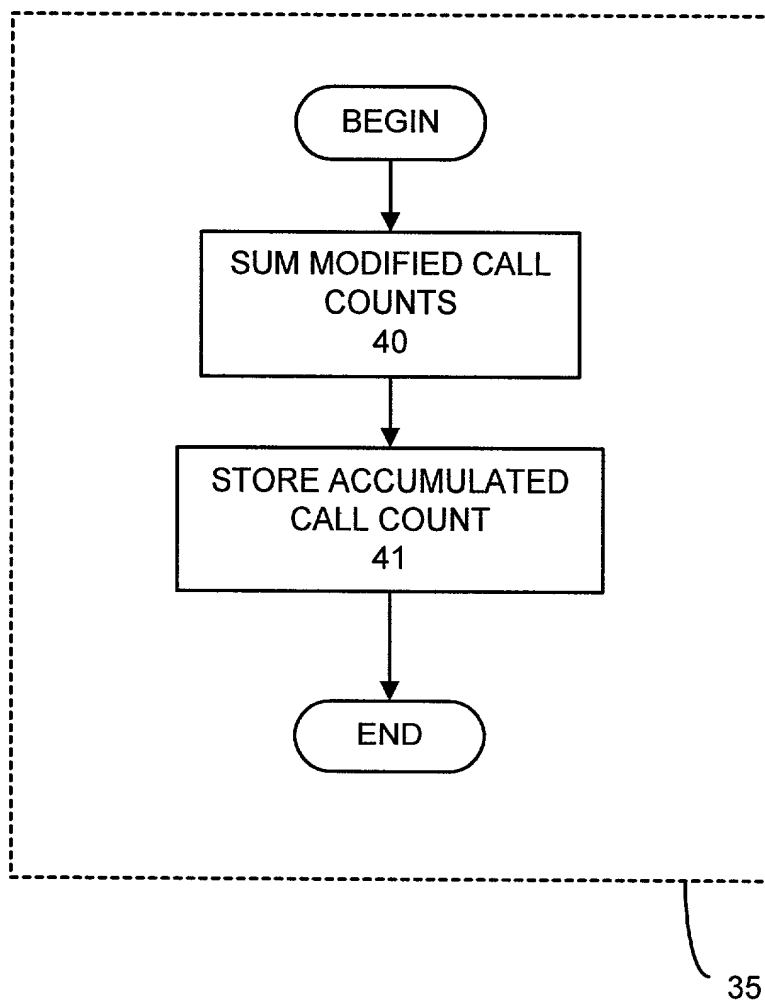 BEGIN
SUM MODIFIED CALL
COUNTS
40
STORE ACCUMULATED
CALL COUNT
41
END
35